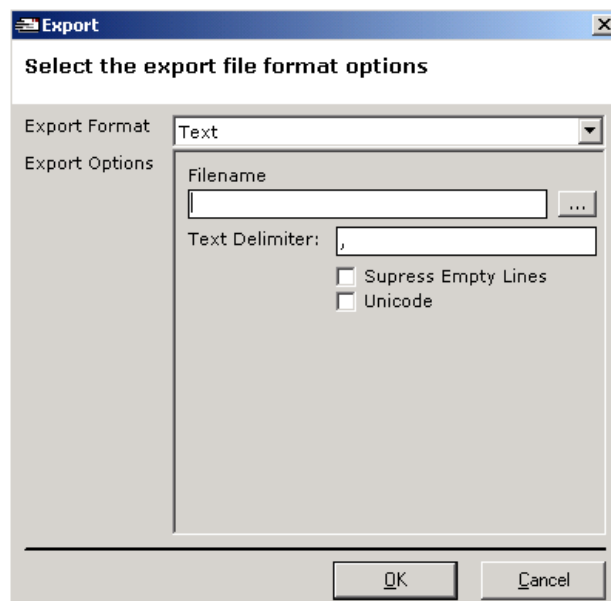 Export
Select the export file format options
Export Format Text
Export Options
Filename
...
Text Delimiter: ,
Supress Empty Lines
Unicode
OK Cancel